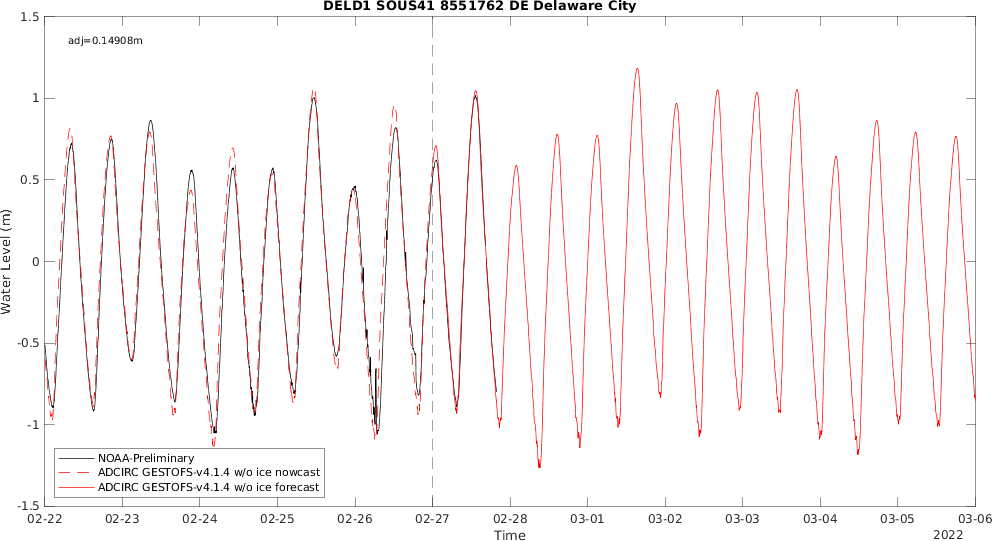 DELD1 SOUS41 8551762 DE Delaware City
adj=0.14908m
Water Level (m)
1.5
1
0.5
0
-0.5
-1
-1.5
NOAA-Preliminary
ADCIRC GESTOFS-v4.1.4 w/o ice nowcast
ADCIRC GESTOFS-v4.1.4 w/o ice forecast
02-22 02-23 02-24 02-25 02-26 02-27 02-28 03-01 03-02 03-03 03-04 03-05 03-06
Time
2022